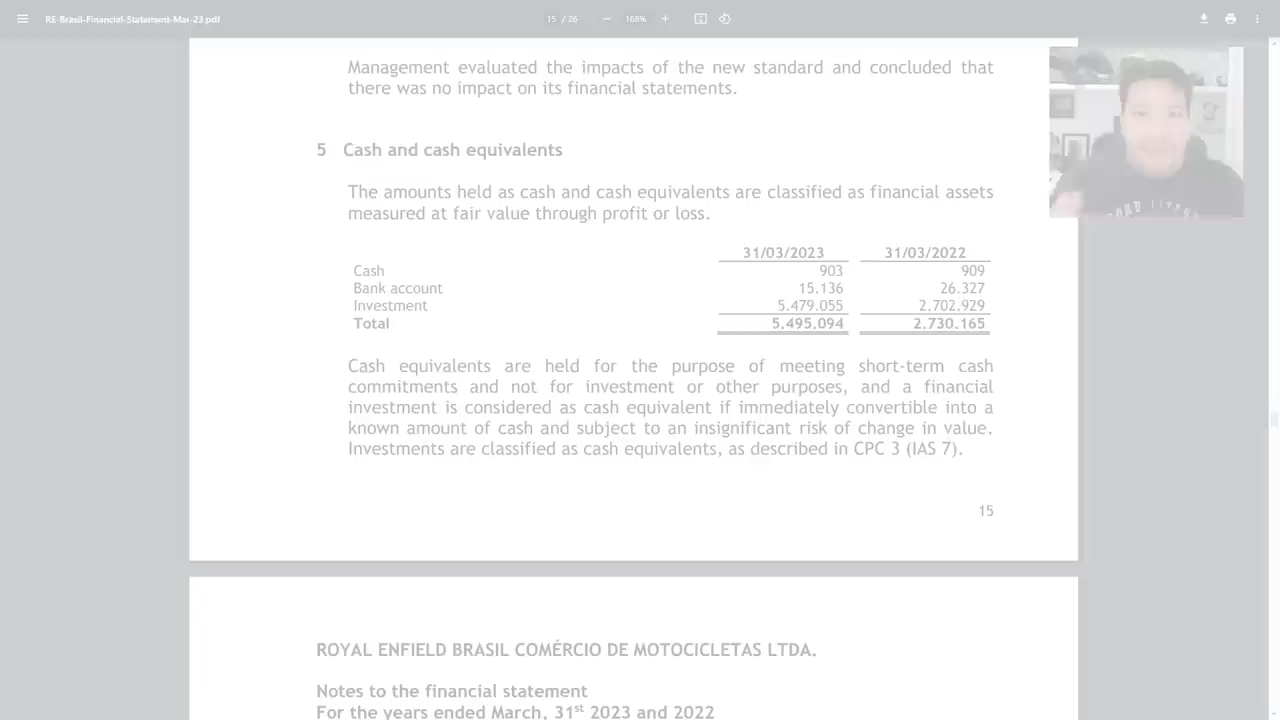 RE-Brasil-Financial-Statement-Mar-23.pdf
15 / 26
168%
Management evaluated the impacts of the new standard and concluded that
there was no impact on its financial statements.
5 Cash and cash equivalents
The amounts held as cash and cash equivalents are classified as financial assets
measured at fair value through profit or loss.
31/03/2023 31/03/2022
Cash 903 909
Bank account 15.136 26.327
Investment 5.479.055 2.702.929
Total 5.495.094 2.730.165
Cash equivalents are held for the purpose of meeting short-term cash
commitments and not for investment or other purposes, and a financial
investment is considered as cash equivalent if immediately convertible into a
known amount of cash and subject to an insignificant risk of change in value.
Investments are classified as cash equivalents, as described in CPC 3 (IAS 7).
15
ROYAL ENFIELD BRASIL COMÉRCIO DE MOTOCICLETAS LTDA.
Notes to the financial statement
For the years ended March, 31st 2023 and 2022